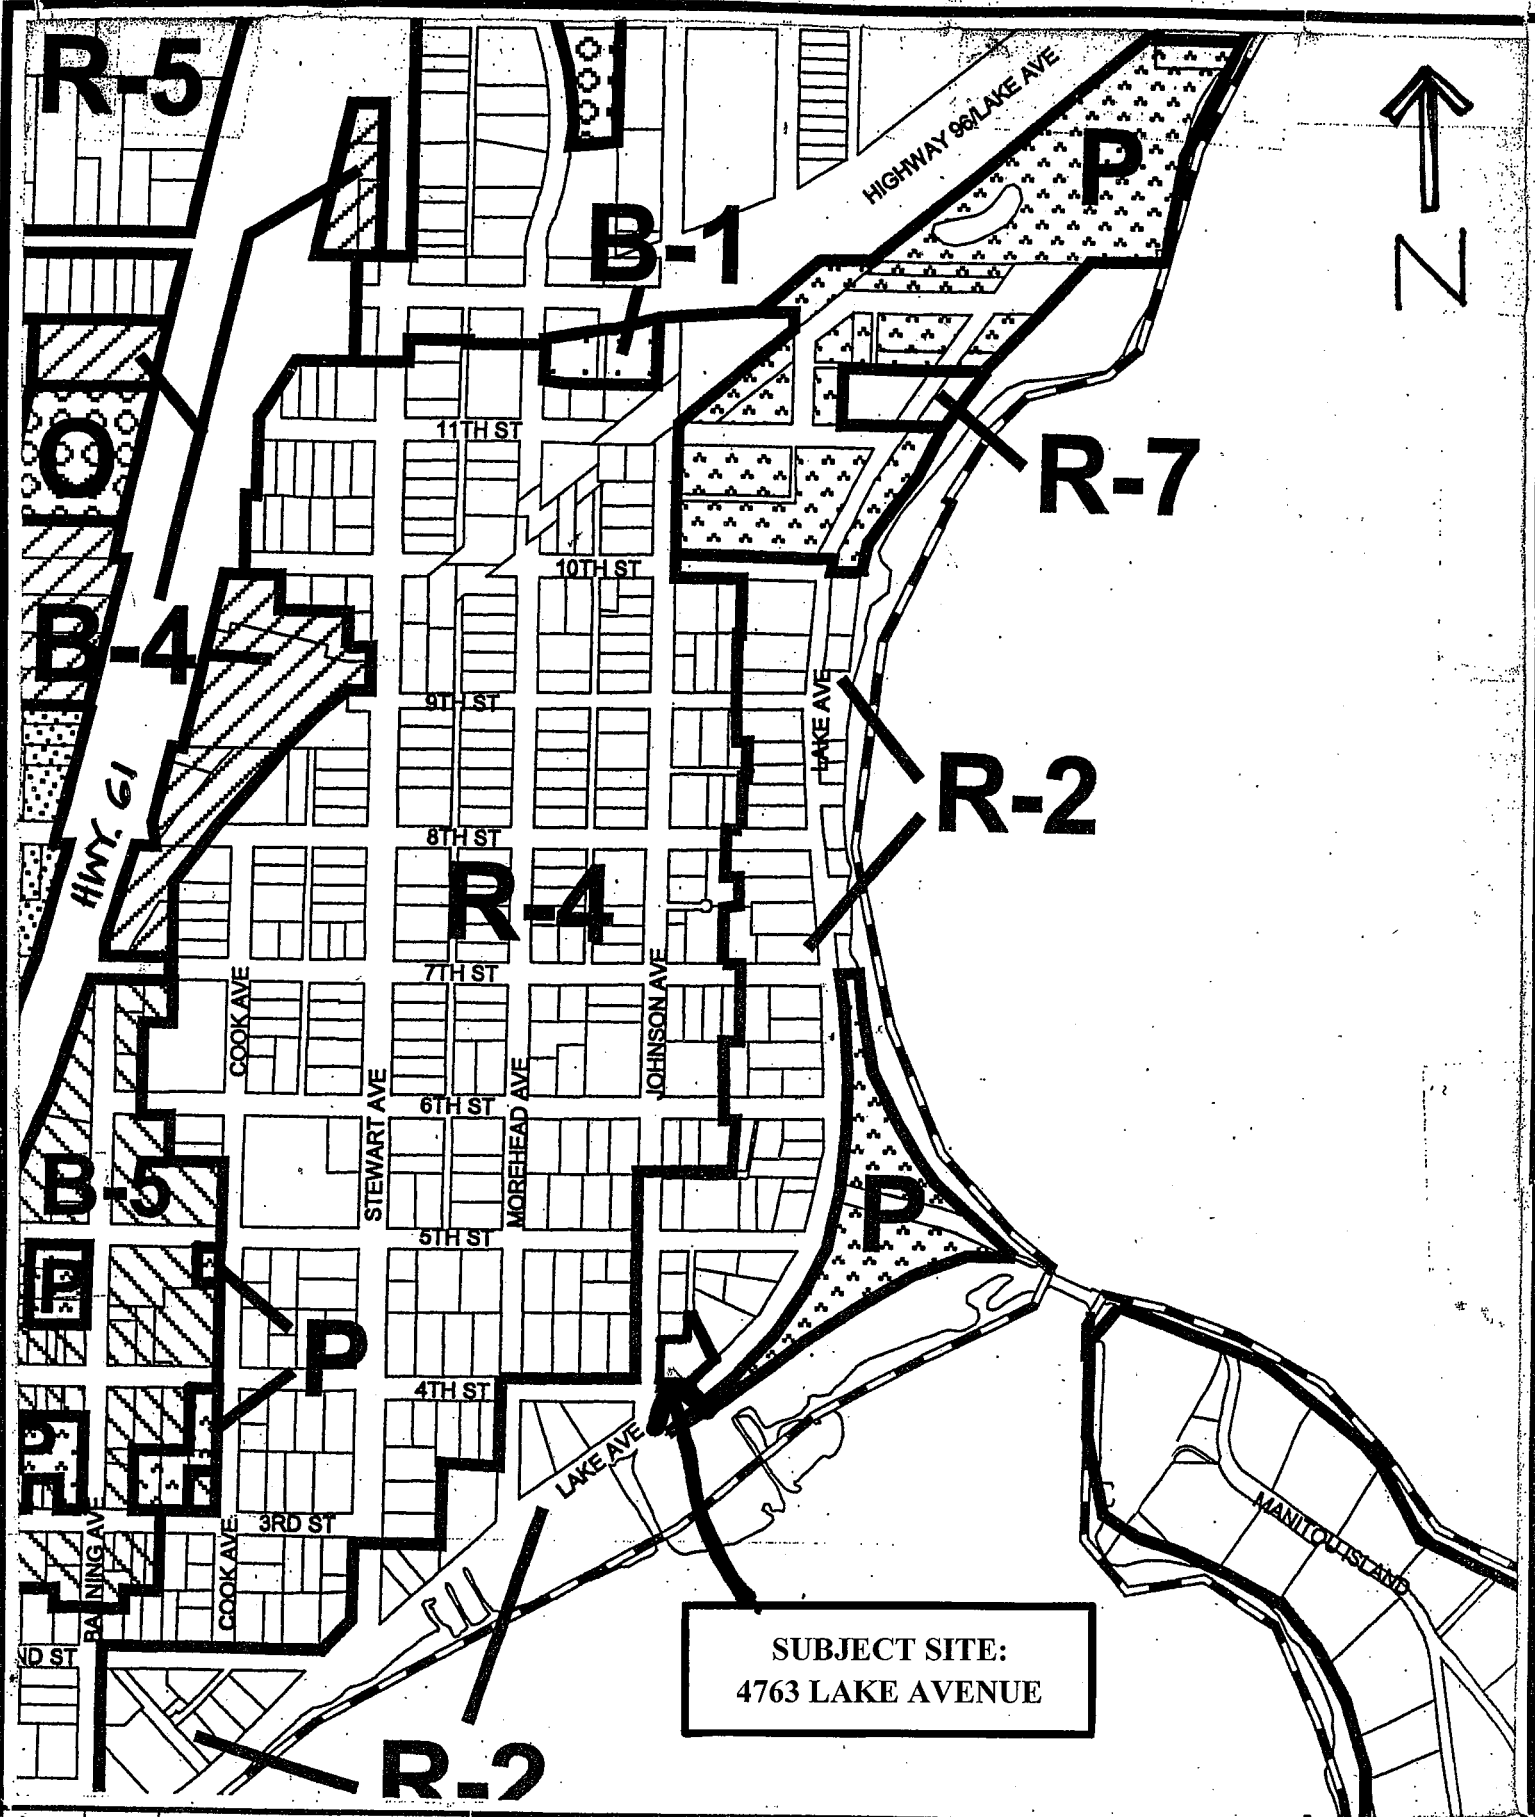 R-5
HIGHWAY 96/LAKE AVE
P
N
B-1
11TH ST
O
R-7
10TH ST
B-4
9TH ST
LAKE AVE
R-2
HWY. 61
8TH ST
R-4
7TH ST
COOK AVE
JOHNSON AVE
STEWART AVE
MOREHEAD AVE
6TH ST
B-5
P
5TH ST
P
P
4TH ST
P
LAKE AVE
3RD ST
BANNING AVE
COOK AVE
MANITOU ISLAND
SUBJECT SITE:
4763 LAKE AVENUE
ND ST
R-2